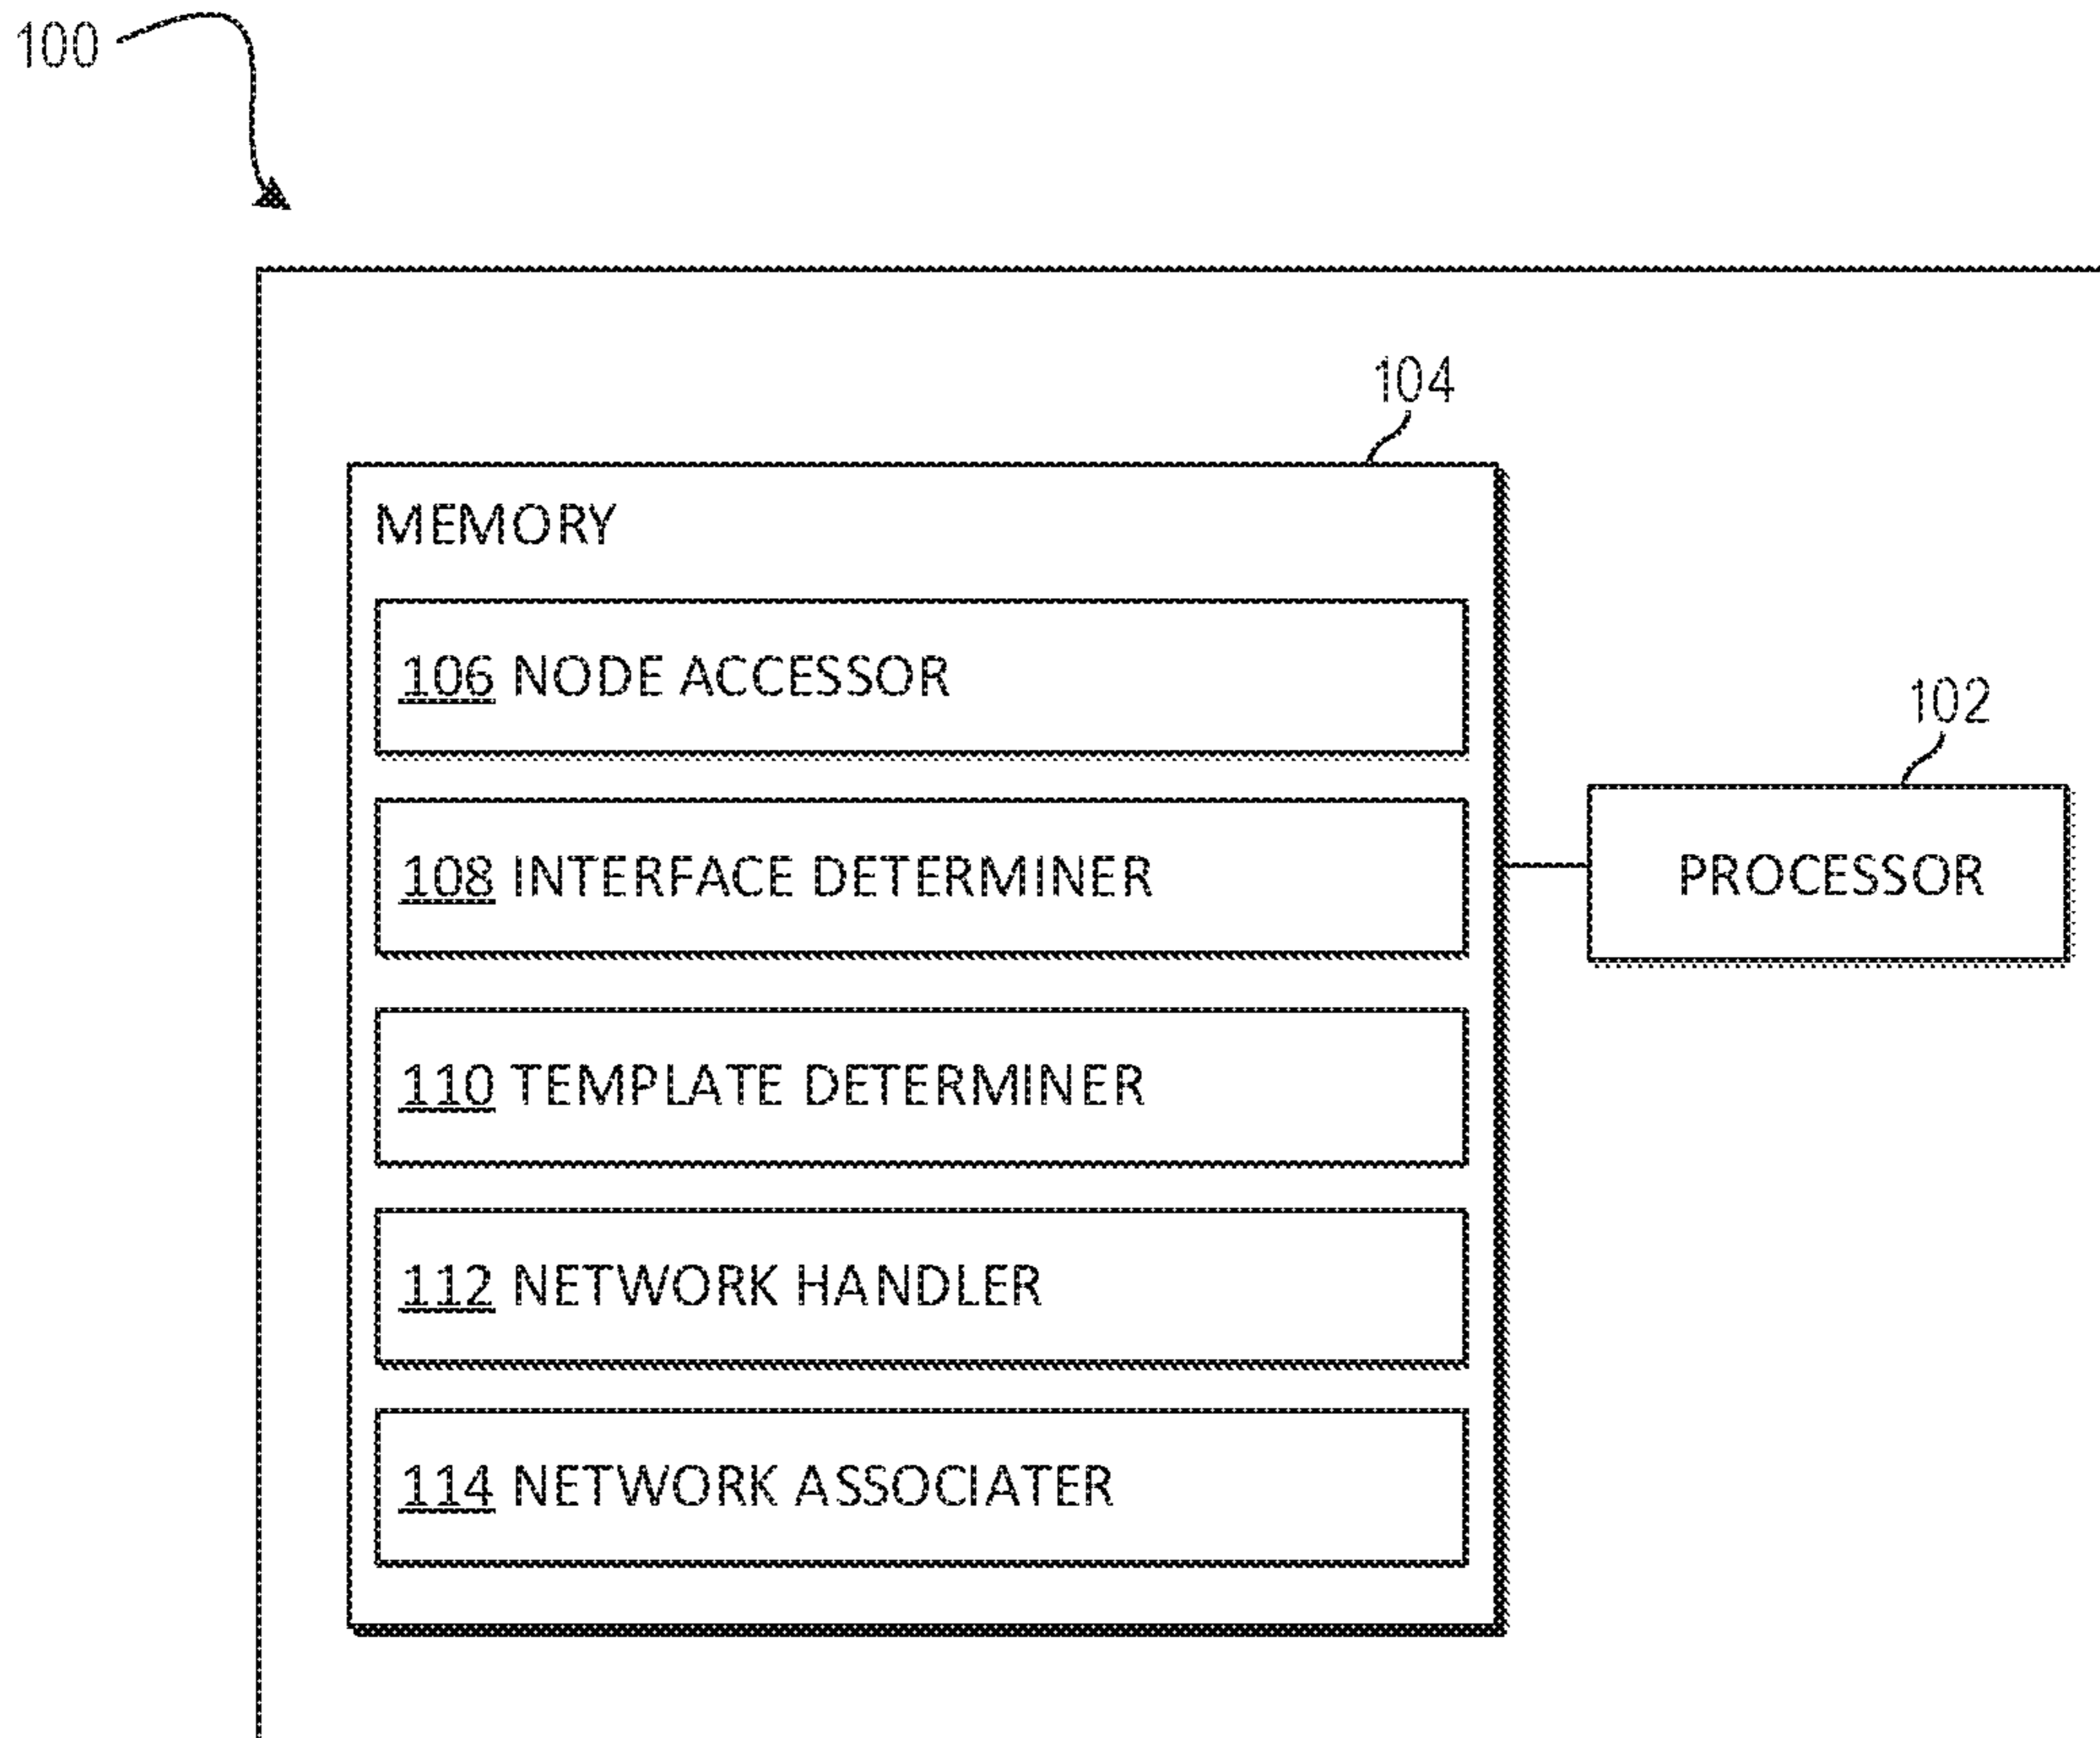 100
104
MEMORY
106 NODE ACCESSOR
102
108 INTERFACE DETERMINER
PROCESSOR
110 TEMPLATE DETERMINER
112 NETWORK HANDLER
114 NETWORK ASSOCIATER